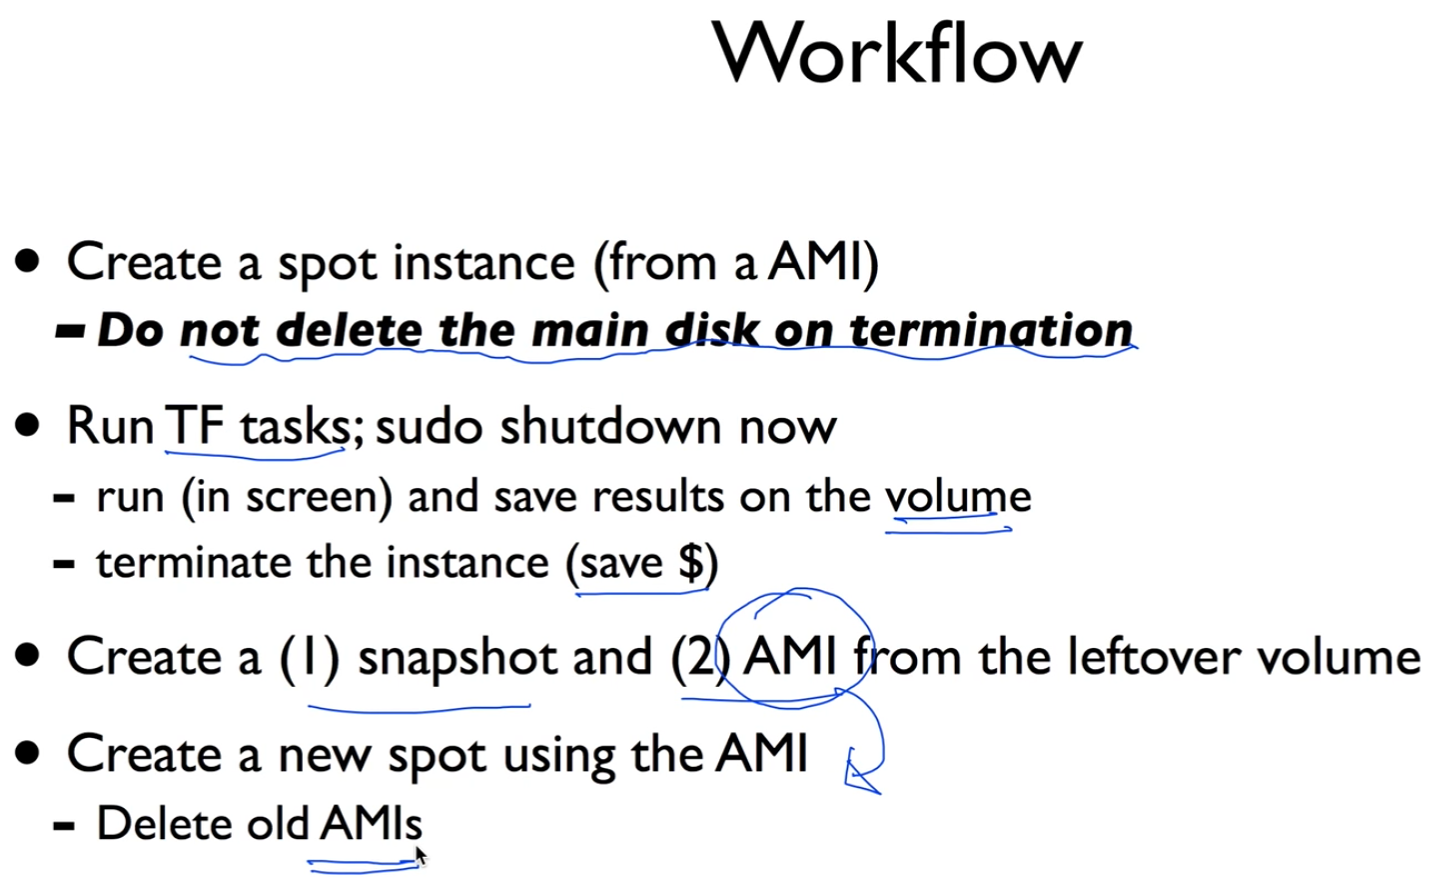 Workflow
• Create a spot instance (from a AMI)
- Do not delete the main disk on termination
• Run TF tasks; sudo shutdown now
- run (in screen) and save results on the volume
- terminate the instance (save $)
• Create a (1) snapshot and (2) AMI from the leftover volume
• Create a new spot using the AMI
- Delete old AMIs